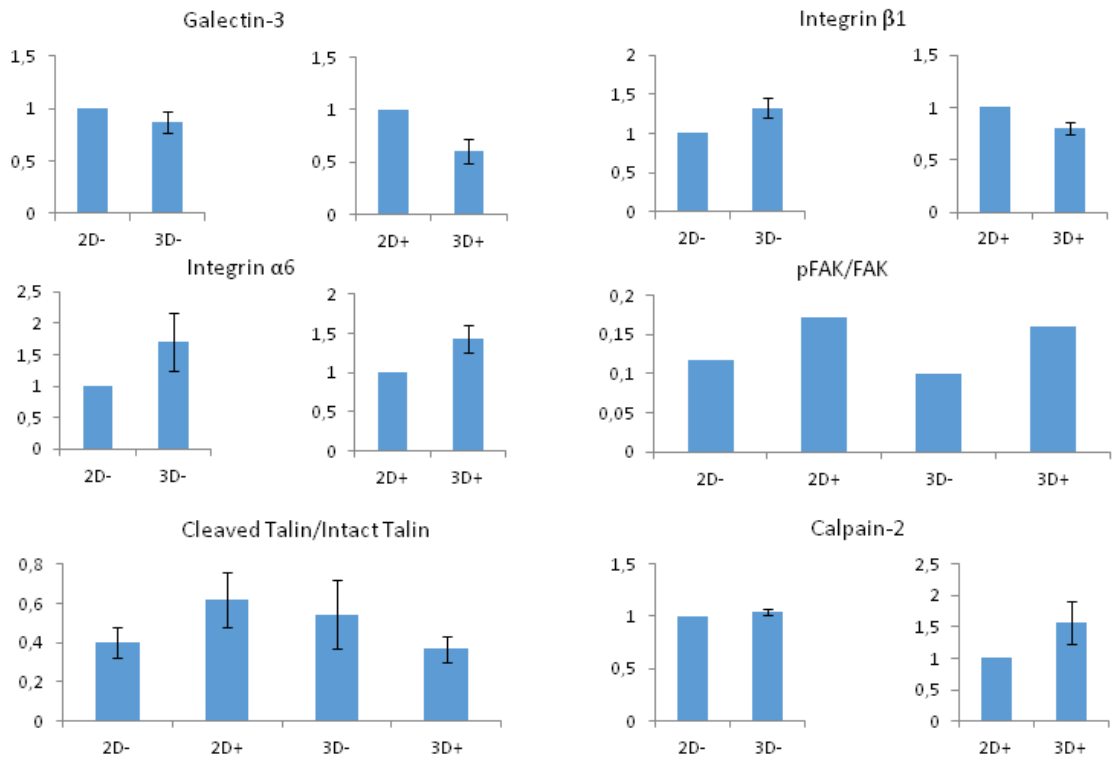 Galectin-3
1,5
1
0,5
0
2D-
3D-
1,5
1
0,5
0
2D+
3D+
Integrin β1
2
1,5
1
0,5
0
2D-
3D-
1,5
1
0,5
0
2D+
3D+
Integrin α6
2,5
2
1,5
1
0,5
0
2D-
3D-
2
1,5
1
0,5
0
2D+
3D+
pFAK/FAK
0,2
0,15
0,1
0,05
0
2D-
2D+
3D-
3D+
Cleaved Talin/Intact Talin
0,8
0,6
0,4
0,2
0
2D-
2D+
3D-
3D+
Calpain-2
1,5
1
0,5
0
2D-
3D-
2,5
2
1,5
1
0,5
0
2D+
3D+